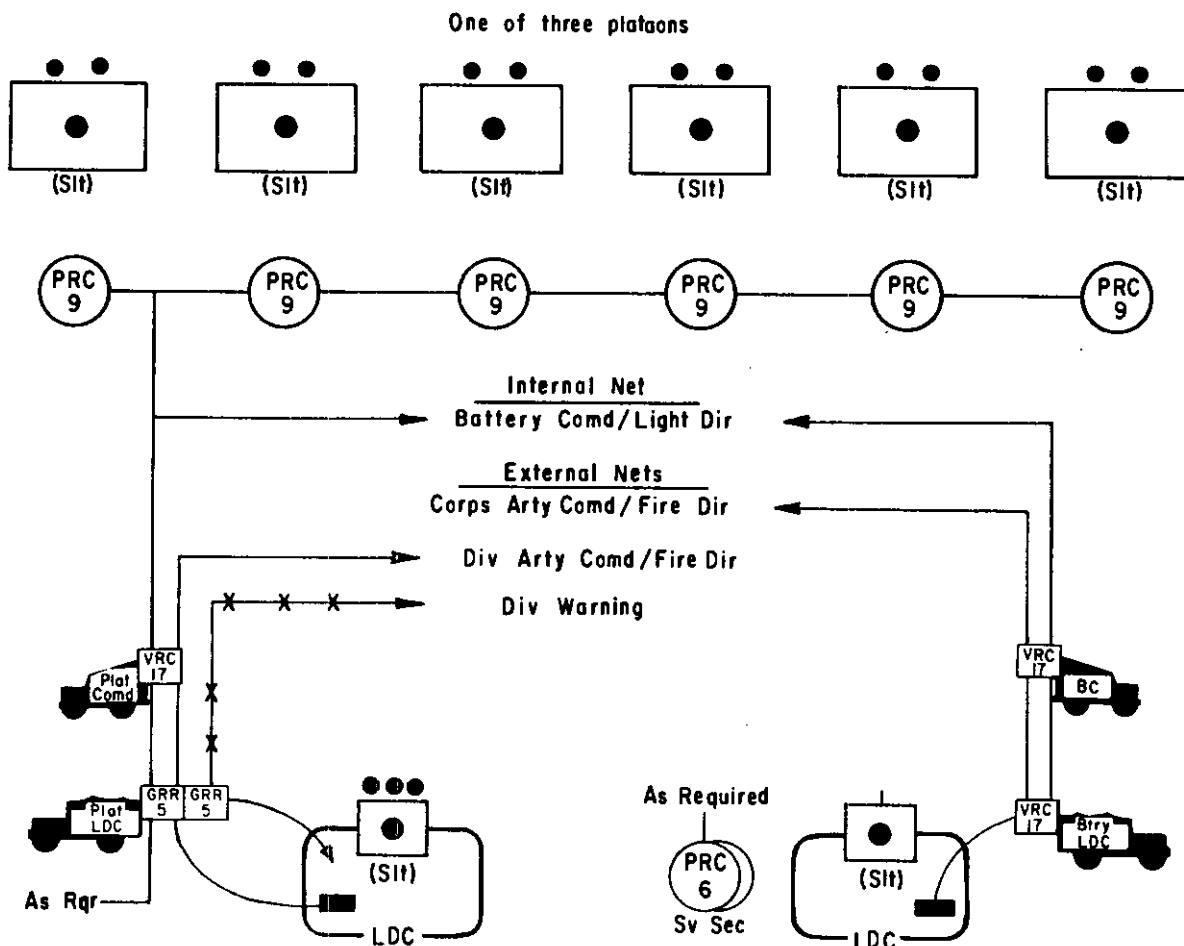 One of three plataons
(Slt) (Slt) (Slt) (Slt) (Slt) (Slt)
PRC 9
PRC 9
PRC 9
PRC 9
PRC 9
PRC 9
Internal Net
Battery Comd/Light Dir
External Nets
Corps Arty Comd/Fire Dir
Div Arty Comd/Fire Dir
Div Warning
Plat
Comd
VRC
17
VRC
17
BC
Plat
LDC
GRR
5
GRR
5
As Rqr
(Slt)
LDC
As Required
PRC
6
Sv Sec
(Slt)
LDC
VRC
17
Btry
LDC